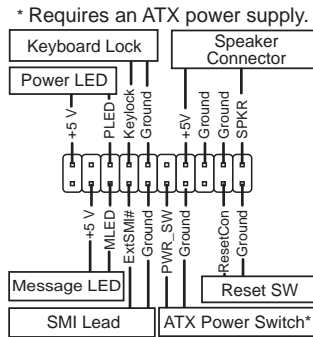 * Requires an ATX power supply.
Keyboard Lock
Speaker
Connector
Power LED
+5 V
PLED
Keylock
Ground
+5V
Ground
Ground
SPKR
+5 V
MLED
ExtSMI#
Ground
PWR_SW
Ground
ResetCon
Ground
Message LED
Reset SW
SMI Lead
ATX Power Switch*